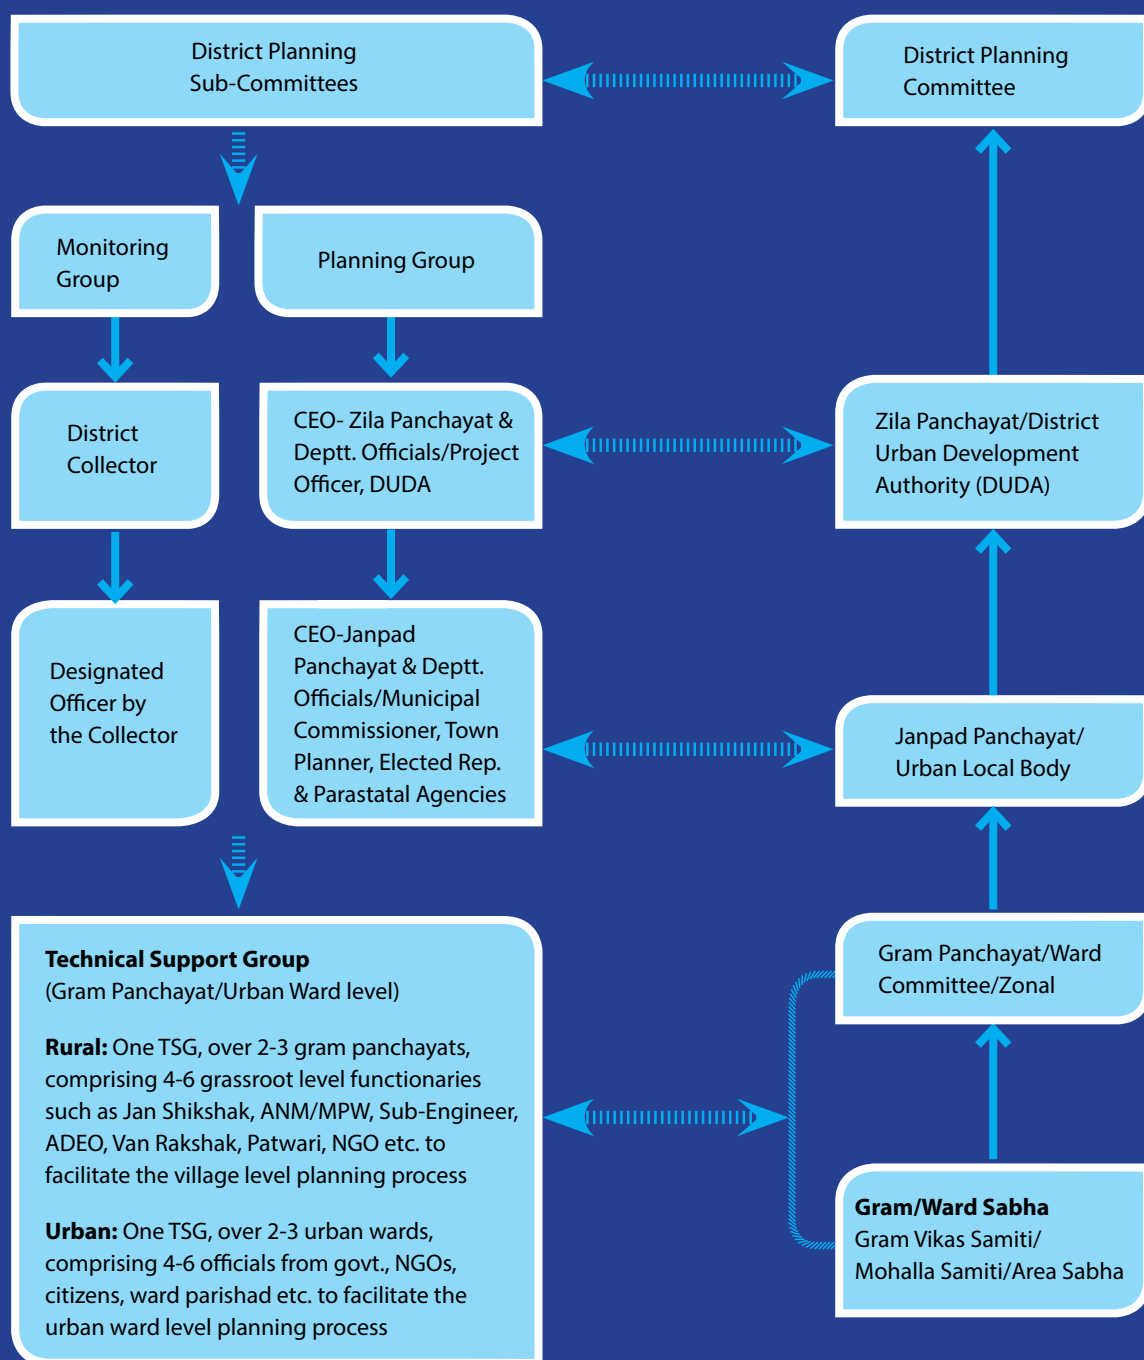 District Planning
Sub-Committees
District Planning
Committee
Monitoring
Group
Planning Group
District
Collector
CEO- Zila Panchayat &
Deptt. Officials/Project
Officer, DUDA
Zila Panchayat/District
Urban Development
Authority (DUDA)
Designated
Officer by
the Collector
CEO-Janpad
Panchayat & Deptt.
Officials/Municipal
Commissioner, Town
Planner, Elected Rep.
& Parastatal Agencies
Janpad Panchayat/
Urban Local Body
Technical Support Group
(Gram Panchayat/Urban Ward level)
Rural: One TSG, over 2-3 gram panchayats,
comprising 4-6 grassroot level functionaries
such as Jan Shikshak, ANM/MPW, Sub-Engineer,
ADEO, Van Rakshak, Patwari, NGO etc. to
facilitate the village level planning process
Urban: One TSG, over 2-3 urban wards,
comprising 4-6 officials from govt., NGOs,
citizens, ward parishad etc. to facilitate the
urban ward level planning process
Gram Panchayat/Ward
Committee/Zonal
Gram/Ward Sabha
Gram Vikas Samiti/
Mohalla Samiti/Area Sabha